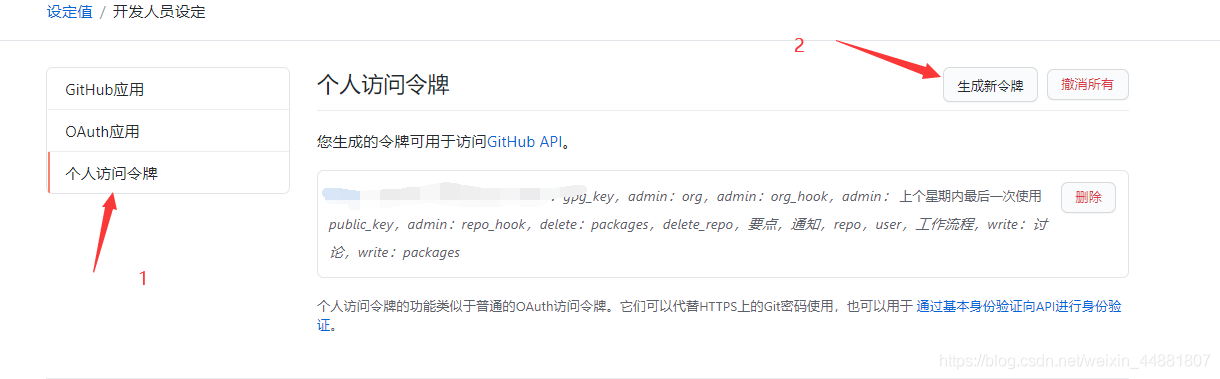 设定值 / 开发人员设定
2
GitHub应用
个人访问令牌
生成新令牌
撤消所有
OAuth应用
您生成的令牌可用于访问GitHub API。
个人访问令牌
：gpg_key，admin：org，admin：org_hook，admin： 上个星期内最后一次使用
删除
public_key，admin：repo_hook，delete：packages，delete_repo，要点，通知，repo，user，工作流程，write：讨
论，write：packages
1
个人访问令牌的功能类似于普通的OAuth访问令牌。它们可以代替HTTPS上的Git密码使用，也可以用于 通过基本身份验证向API进行身份验
证。
https://blog.csdn.net/weixin_44881807